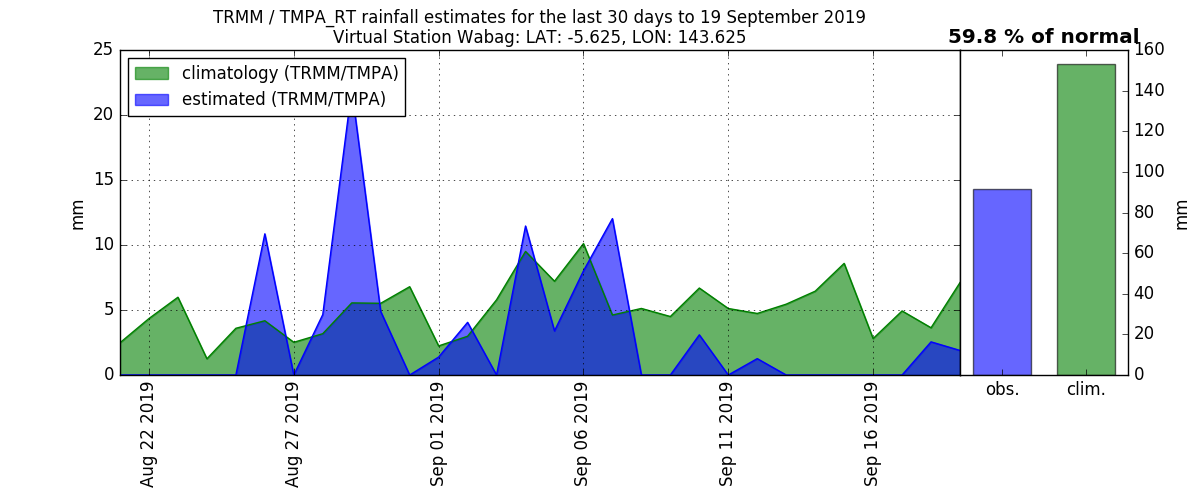 TRMM / TMPA_RT rainfall estimates for the last 30 days to 19 September 2019
Virtual Station Wabag: LAT: -5.625, LON: 143.625
59.8 % of normal
climatology (TRMM/TMPA)
estimated (TRMM/TMPA)
25
20
15
10
5
0
mm
Aug 22 2019
Aug 27 2019
Sep 01 2019
Sep 06 2019
Sep 11 2019
Sep 16 2019
obs.
clim.
160
140
120
100
80
60
40
20
0
mm